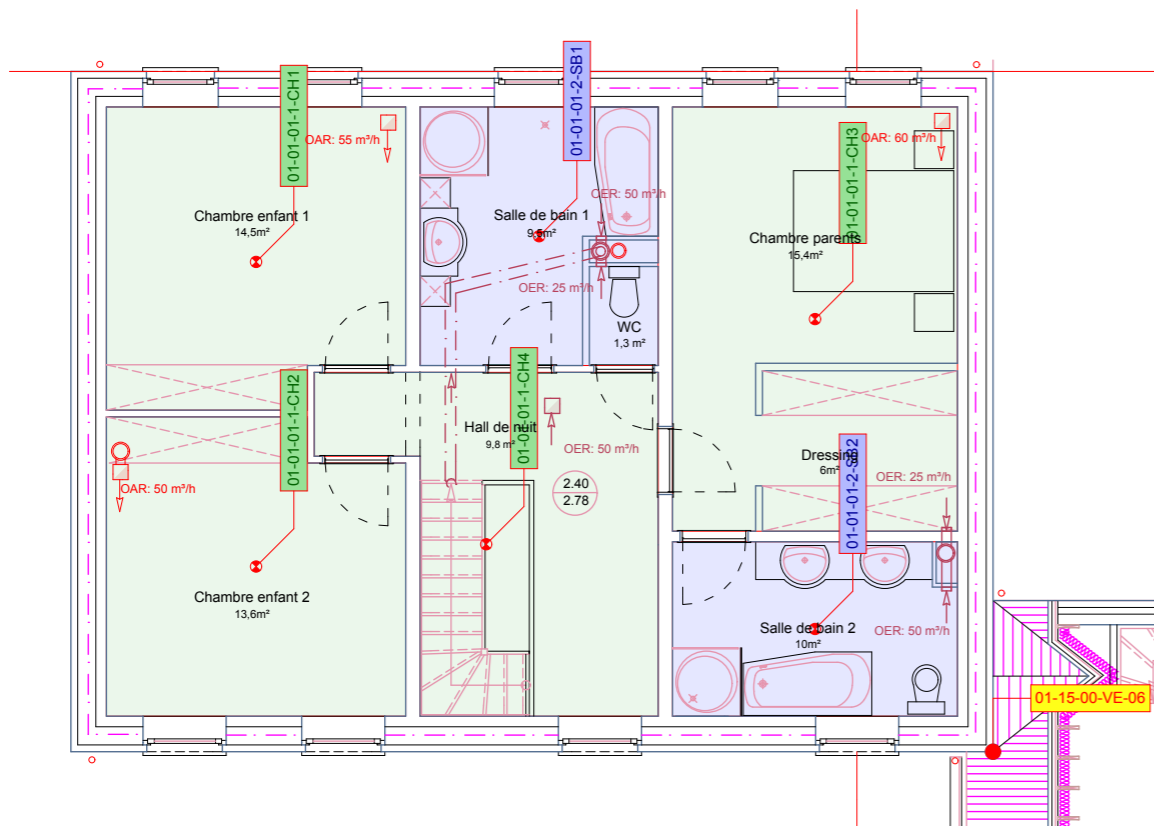 01-01-01-1-CH1
01-01-01-2-SB1
01-01-01-1-CH3
OAR: 55 m³/h
OAR: 60 m³/h
OER: 50 m³/h
Chambre enfant 1
14,5m²
Salle de bain 1
9,5m²
Chambre parents
15,4m²
OER: 25 m³/h
WC
1,3 m²
01-01-01-1-CH2
01-01-01-1-CH4
Hall de nuit
9,8 m²
OER: 50 m³/h
Dressing
6m²
01-01-01-2-SB2
OER: 25 m³/h
OAR: 50 m³/h
2.40
2.78
Chambre enfant 2
13,6m²
Salle de bain 2
10m²
OER: 50 m³/h
01-15-00-VE-06